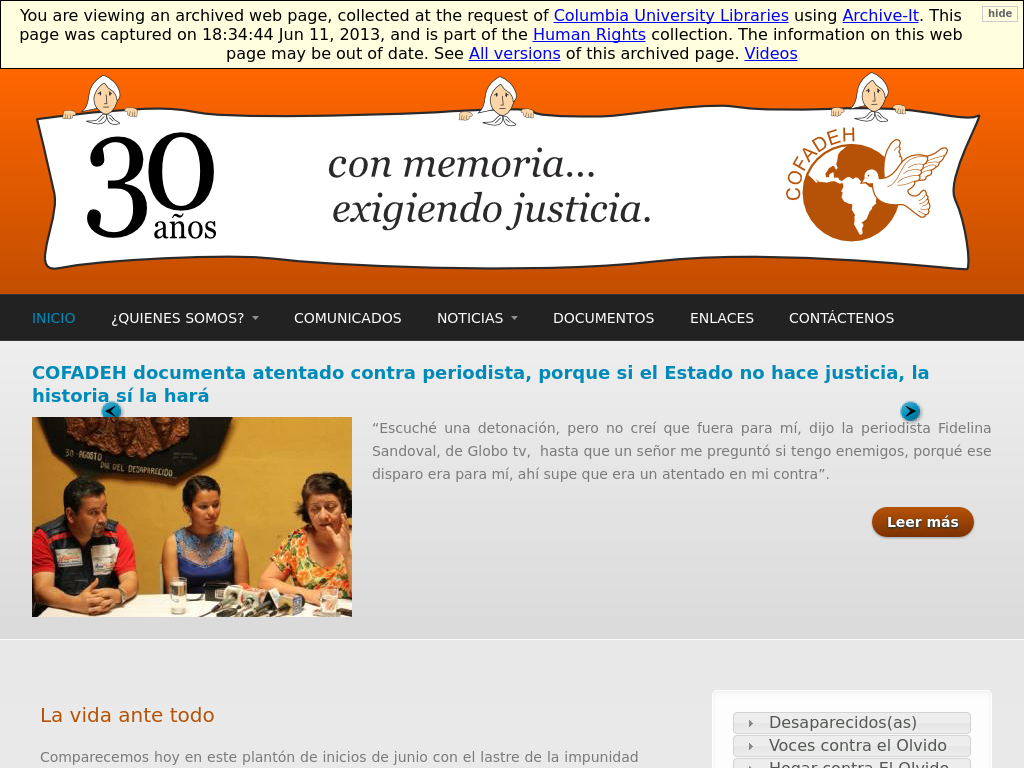 You are viewing an archived web page, collected at the request of Columbia University Libraries using Archive-It. This
page was captured on 18:34:44 Jun 11, 2013, and is part of the Human Rights collection. The information on this web
page may be out of date. See All versions of this archived page. Videos
hide
30
años
con memoria...
exigiendo justicia.
COFADEH
INICIO
¿QUIENES SOMOS?
COMUNICADOS
NOTICIAS
DOCUMENTOS
ENLACES
CONTÁCTENOS
COFADEH documenta atentado contra periodista, porque si el Estado no hace justicia, la
historia sí la hará
30-AGOSTO
DIA DEL DESAPARECIDO
“Escuché una detonación, pero no creí que fuera para mí, dijo la periodista Fidelina
Sandoval, de Globo tv,  hasta que un señor me preguntó si tengo enemigos, porqué ese
disparo era para mí, ahí supe que era un atentado en mi contra”.
Leer más
La vida ante todo
Comparecemos hoy en este plantón de inicios de junio con el lastre de la impunidad
Desaparecidos(as)
Voces contra el Olvido
Hogar contra El Olvido